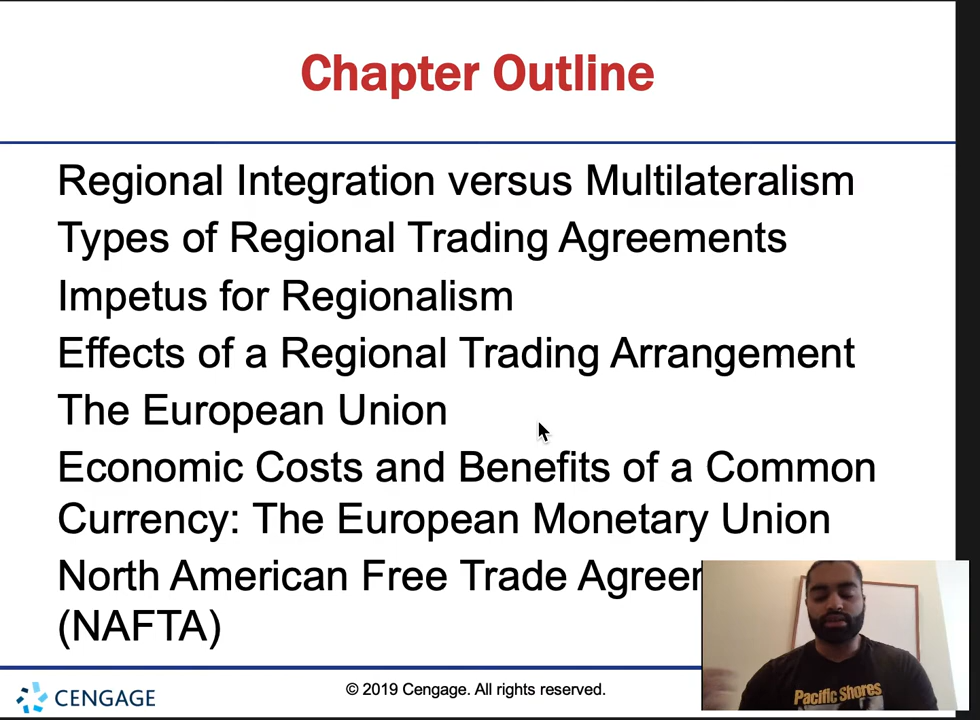 Chapter Outline
Regional Integration versus Multilateralism
Types of Regional Trading Agreements
Impetus for Regionalism
Effects of a Regional Trading Arrangement
The European Union
Economic Costs and Benefits of a Common
Currency: The European Monetary Union
North American Free Trade
(NAFTA)
CENGAGE
© 2019 Cengage. All rights reserved.
Pacific Shores